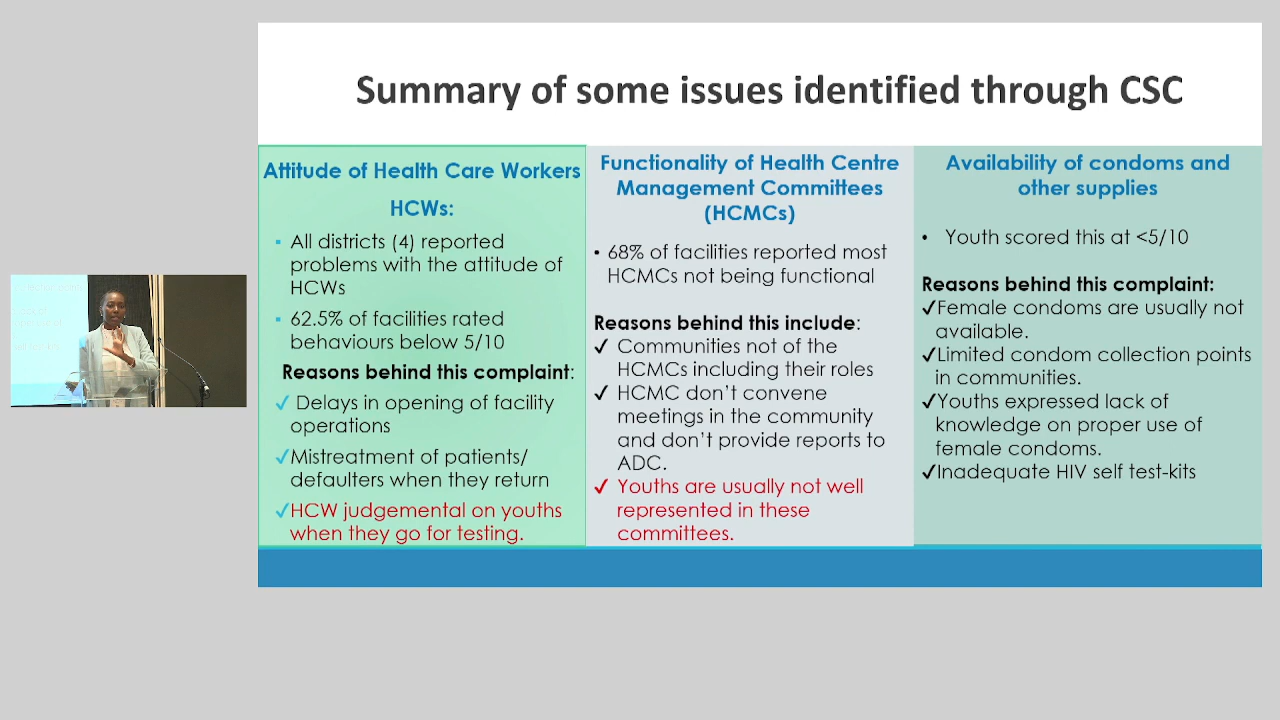 Summary of some issues identified through CSC
Attitude of Health Care Workers
HCWs:
▪ All districts (4) reported
problems with the attitude of
HCWs
▪ 62.5% of facilities rated
behaviours below 5/10
Reasons behind this complaint:
✓ Delays in opening of facility
operations
✓Mistreatment of patients/
defaulters when they return
✓HCW judgemental on youths
when they go for testing.
Functionality of Health Centre
Management Committees
(HCMCs)
• 68% of facilities reported most
HCMCs not being functional
Reasons behind this include:
✓ Communities not of the
HCMCs including their roles
✓ HCMC don’t convene
meetings in the community
and don’t provide reports to
ADC.
✓ Youths are usually not well
represented in these
committees.
Availability of condoms and
other supplies
• Youth scored this at <5/10
Reasons behind this complaint:
✓Female condoms are usually not
available.
✓Limited condom collection points
in communities.
✓Youths expressed lack of
knowledge on proper use of
female condoms.
✓Inadequate HIV self test-kits